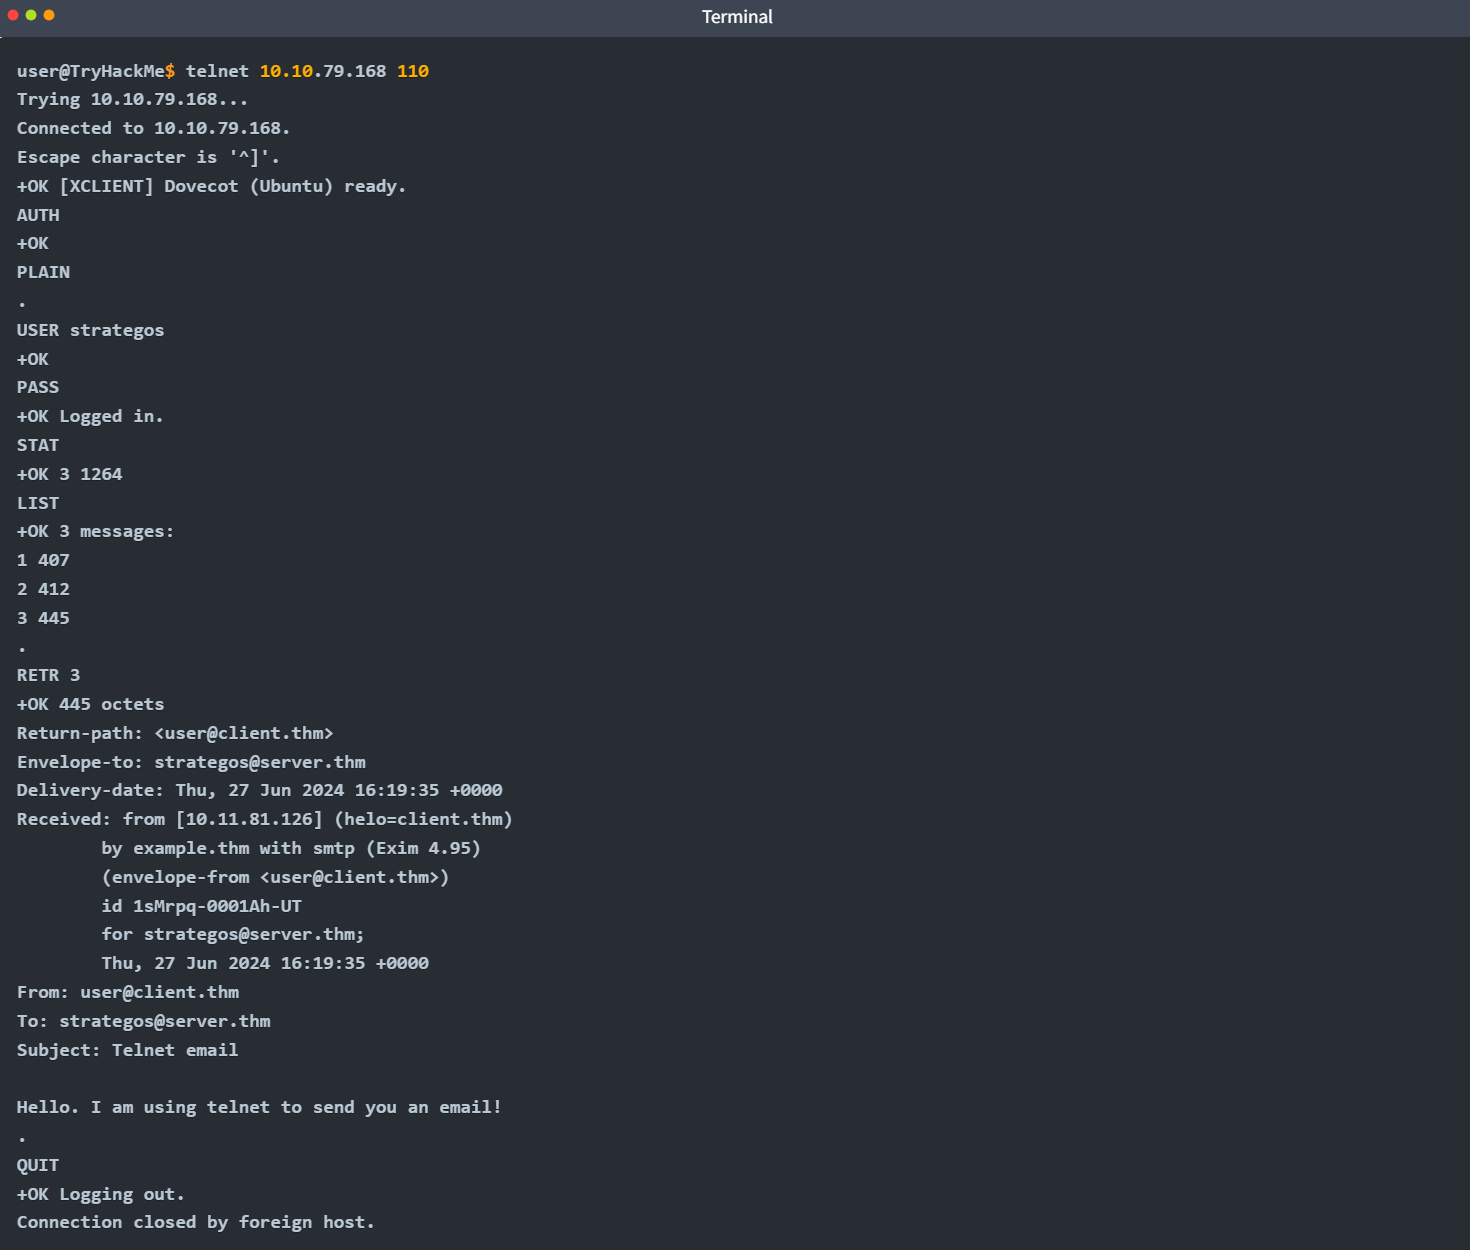 Terminal
user@TryHackMe$ telnet 10.10.79.168 110
Trying 10.10.79.168...
Connected to 10.10.79.168.
Escape character is '^]'.
+OK [XCLIENT] Dovecot (Ubuntu) ready.
AUTH
+OK
PLAIN
.
USER strategos
+OK
PASS
+OK Logged in.
STAT
+OK 3 1264
LIST
+OK 3 messages:
1 407
2 412
3 445
.
RETR 3
+OK 445 octets
Return-path: <user@client.thm>
Envelope-to: strategos@server.thm
Delivery-date: Thu, 27 Jun 2024 16:19:35 +0000
Received: from [10.11.81.126] (helo=client.thm)
        by example.thm with smtp (Exim 4.95)
        (envelope-from <user@client.thm>)
        id 1sMrpq-0001Ah-UT
        for strategos@server.thm;
        Thu, 27 Jun 2024 16:19:35 +0000
From: user@client.thm
To: strategos@server.thm
Subject: Telnet email

Hello. I am using telnet to send you an email!
.
QUIT
+OK Logging out.
Connection closed by foreign host.